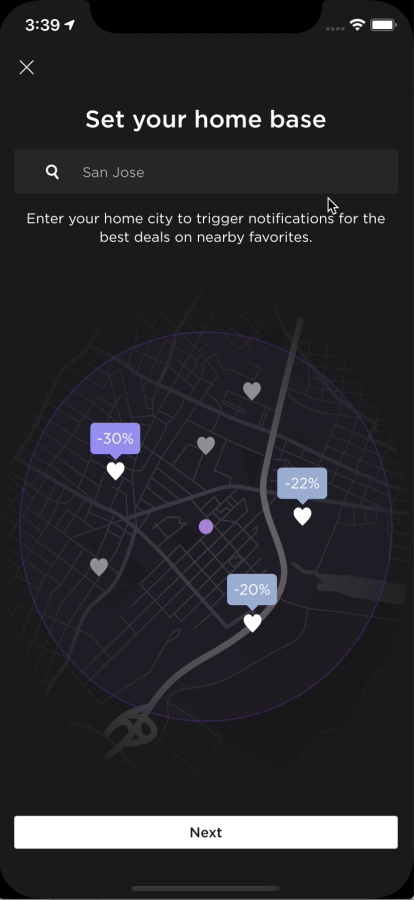 3:39
Set your home base
San Jose
Enter your home city to trigger notifications for the
best deals on nearby favorites.
-30%
-22%
-20%
Next